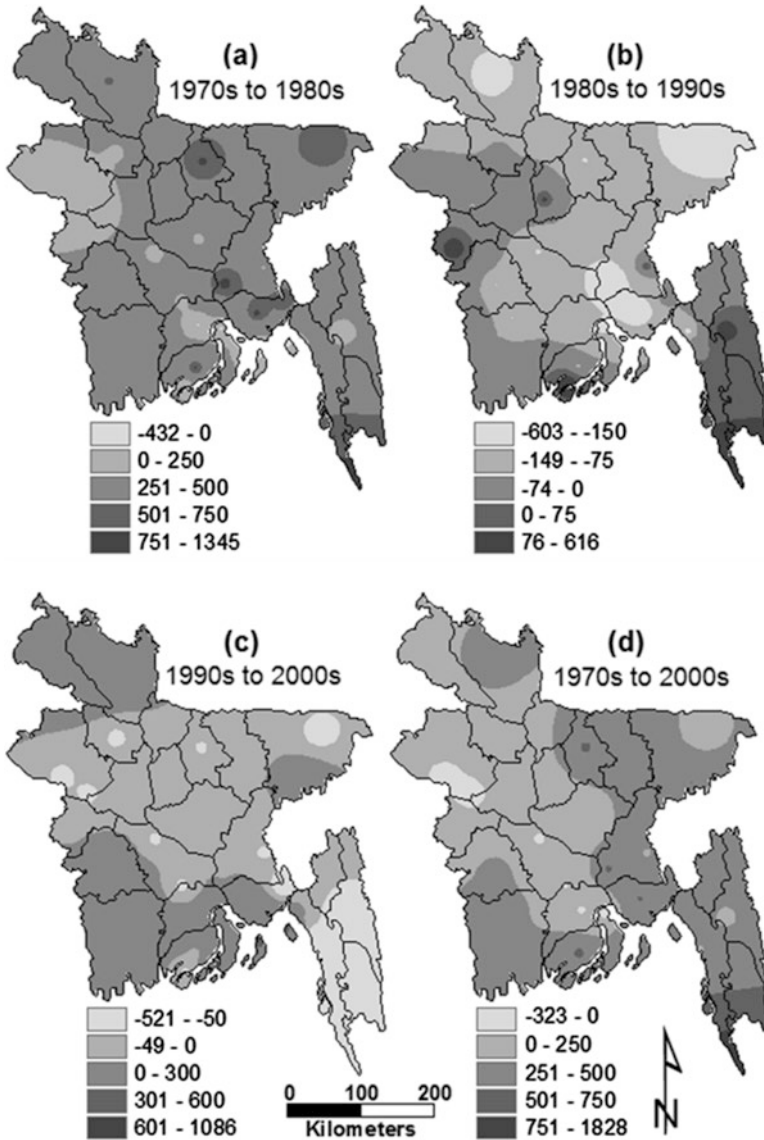 (a)
1970s to 1980s
-432 - 0
0 - 250
251 - 500
501 - 750
751 - 1345
(b)
1980s to 1990s
-603 - -150
-149 - -75
-74 - 0
0 - 75
76 - 616
(c)
1990s to 2000s
-521 - -50
-49 - 0
0 - 300
301 - 600
601 - 1086
0 100 200
Kilometers
(d)
1970s to 2000s
-323 - 0
0 - 250
251 - 500
501 - 750
751 - 1828
N